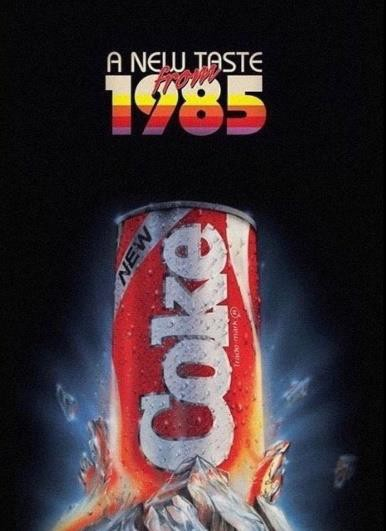 A NEW TASTE
from
1985
NEW
Coke
trade-mark ®